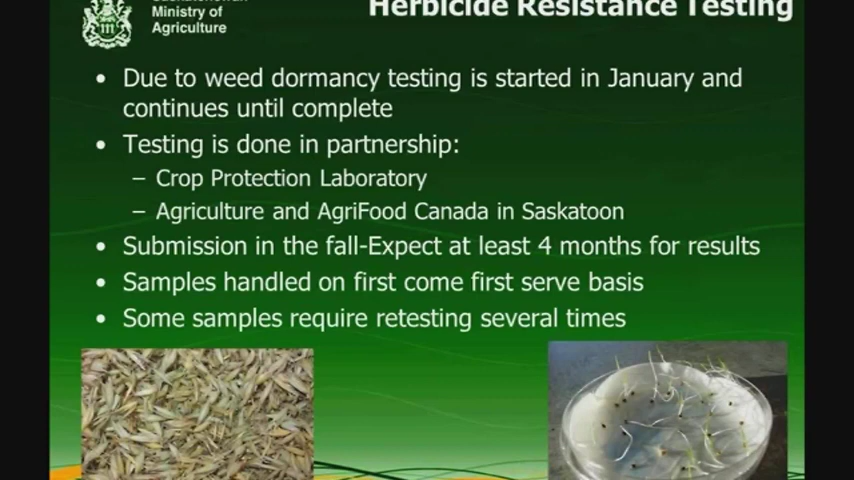 Ministry of
Agriculture
Herbicide Resistance Testing
• Due to weed dormancy testing is started in January and
continues until complete
• Testing is done in partnership:
– Crop Protection Laboratory
– Agriculture and AgriFood Canada in Saskatoon
• Submission in the fall-Expect at least 4 months for results
• Samples handled on first come first serve basis
• Some samples require retesting several times